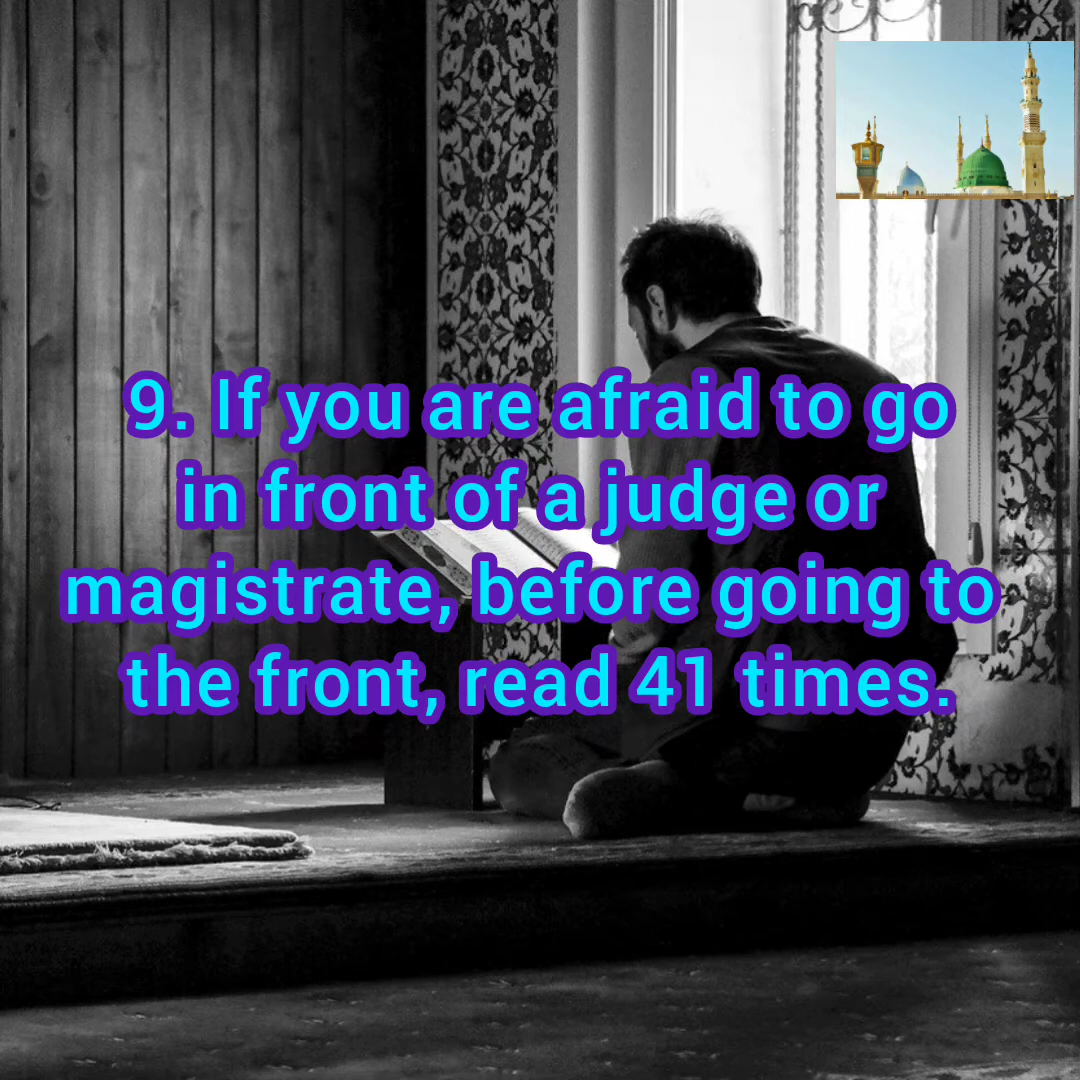 9. If you are afraid to go
in front of a judge or
magistrate, before going to
the front, read 41 times.